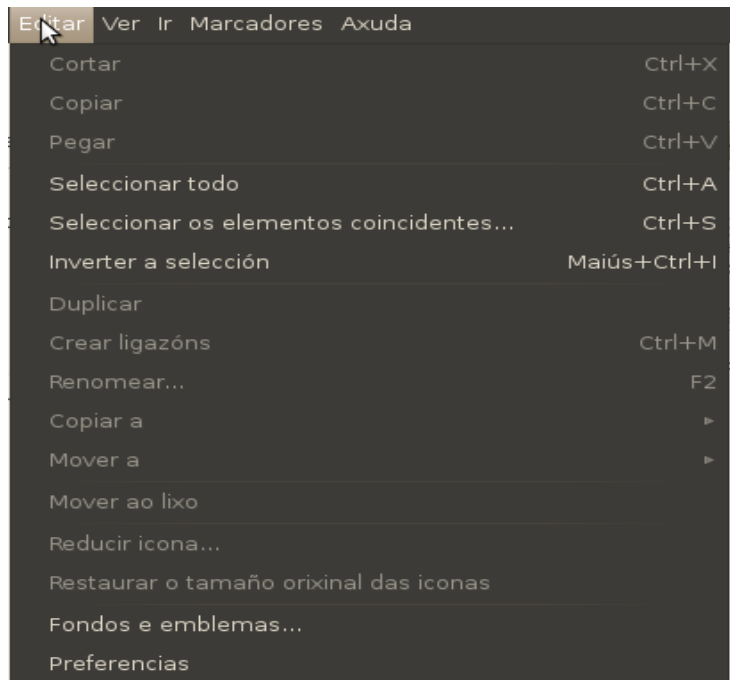 Editar Ver Ir Marcadores Axuda
Cortar Ctrl+X
Copiar Ctrl+C
Pegar Ctrl+V
Seleccionar todo Ctrl+A
Seleccionar os elementos coincidentes... Ctrl+S
Inverter a selección Maiús+Ctrl+I
Duplicar
Crear ligazóns Ctrl+M
Renomear... F2
Copiar a
Mover a
Mover ao lixo
Reducir icona...
Restaurar o tamaño orixinal das iconas
Fondos e emblemas...
Preferencias